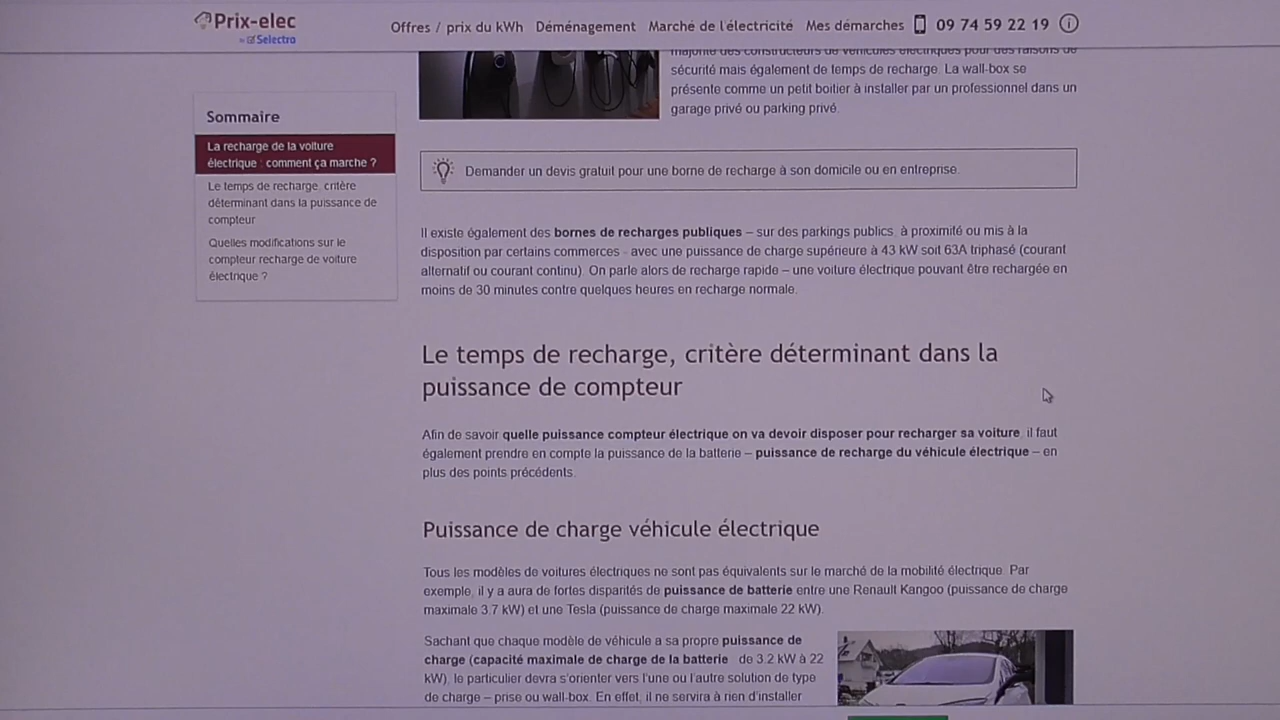 Prix-elec
by Selectra
Offres / prix du kWh Déménagement Marché de l'électricité Mes démarches 09 74 59 22 19
majorité des constructeurs de véhicules électriques pour des raisons de
sécurité mais également de temps de recharge. La wall-box se
présente comme un petit boitier à installer par un professionnel dans un
garage privé ou parking privé.
Sommaire
La recharge de la voiture
électrique : comment ça marche ?
Le temps de recharge, critère
déterminant dans la puissance de
compteur
Quelles modifications sur le
compteur recharge de voiture
électrique ?
Demander un devis gratuit pour une borne de recharge à son domicile ou en entreprise.
Il existe également des bornes de recharges publiques – sur des parkings publics, à proximité ou mis à la
disposition par certains commerces - avec une puissance de charge supérieure à 43 kW soit 63A triphasé (courant
alternatif ou courant continu). On parle alors de recharge rapide – une voiture électrique pouvant être rechargée en
moins de 30 minutes contre quelques heures en recharge normale.
Le temps de recharge, critère déterminant dans la
puissance de compteur
Afin de savoir quelle puissance compteur électrique on va devoir disposer pour recharger sa voiture, il faut
également prendre en compte la puissance de la batterie – puissance de recharge du véhicule électrique – en
plus des points précédents.
Puissance de charge véhicule électrique
Tous les modèles de voitures électriques ne sont pas équivalents sur le marché de la mobilité électrique. Par
exemple, il y a aura de fortes disparités de puissance de batterie entre une Renault Kangoo (puissance de charge
maximale 3.7 kW) et une Tesla (puissance de charge maximale 22 kW).
Sachant que chaque modèle de véhicule a sa propre puissance de
charge (capacité maximale de charge de la batterie : de 3.2 kW à 22
kW), le particulier devra s'orienter vers l'une ou l'autre solution de type
de charge – prise ou wall-box. En effet, il ne servira à rien d'installer